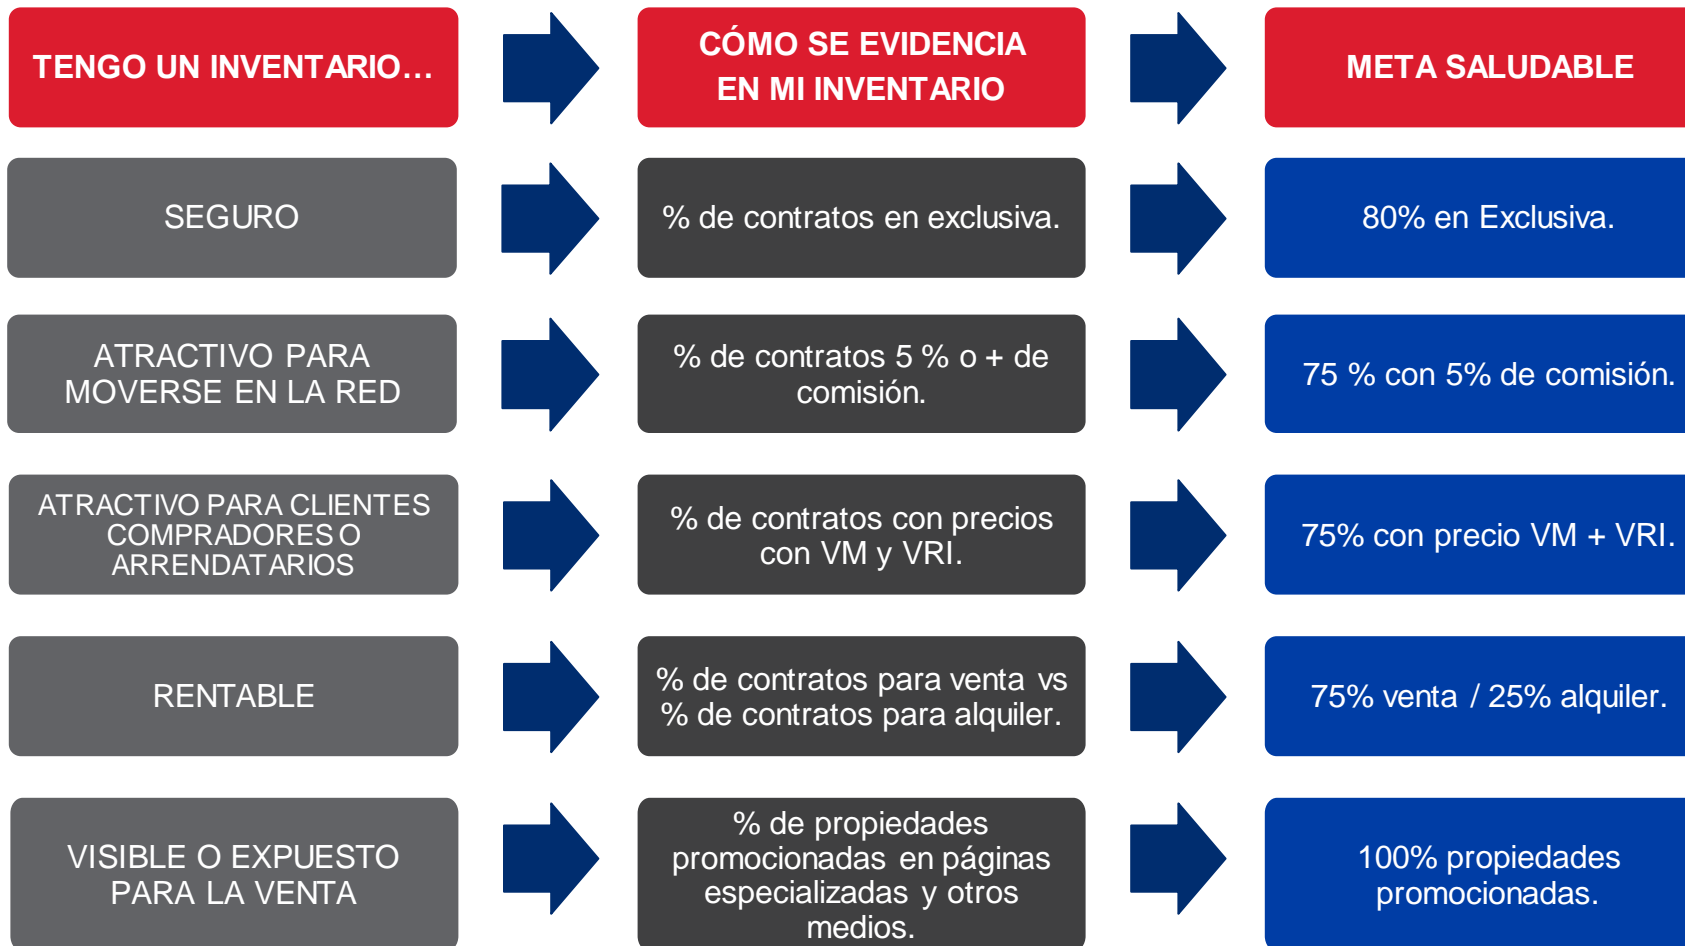 TENGO UN INVENTARIO...
CÓMO SE EVIDENCIA
EN MI INVENTARIO
META SALUDABLE
SEGURO
% de contratos en exclusiva.
80% en Exclusiva.
ATRACTIVO PARA
MOVERSE EN LA RED
% de contratos 5 % o + de
comisión.
75 % con 5% de comisión.
ATRACTIVO PARA CLIENTES
COMPRADORES O
ARRENDATARIOS
% de contratos con precios
con VM y VRI.
75% con precio VM + VRI.
RENTABLE
% de contratos para venta vs
% de contratos para alquiler.
75% venta / 25% alquiler.
VISIBLE O EXPUESTO
PARA LA VENTA
% de propiedades
promocionadas en páginas
especializadas y otros
medios.
100% propiedades
promocionadas.